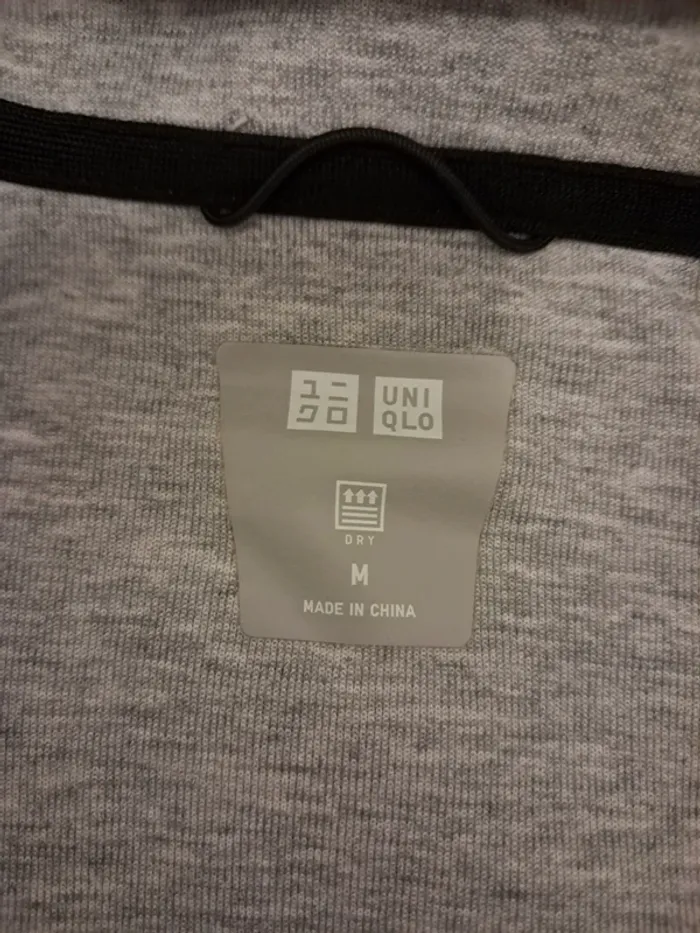 ユニ UNI
クロ QLO
DRY
M
MADE IN CHINA